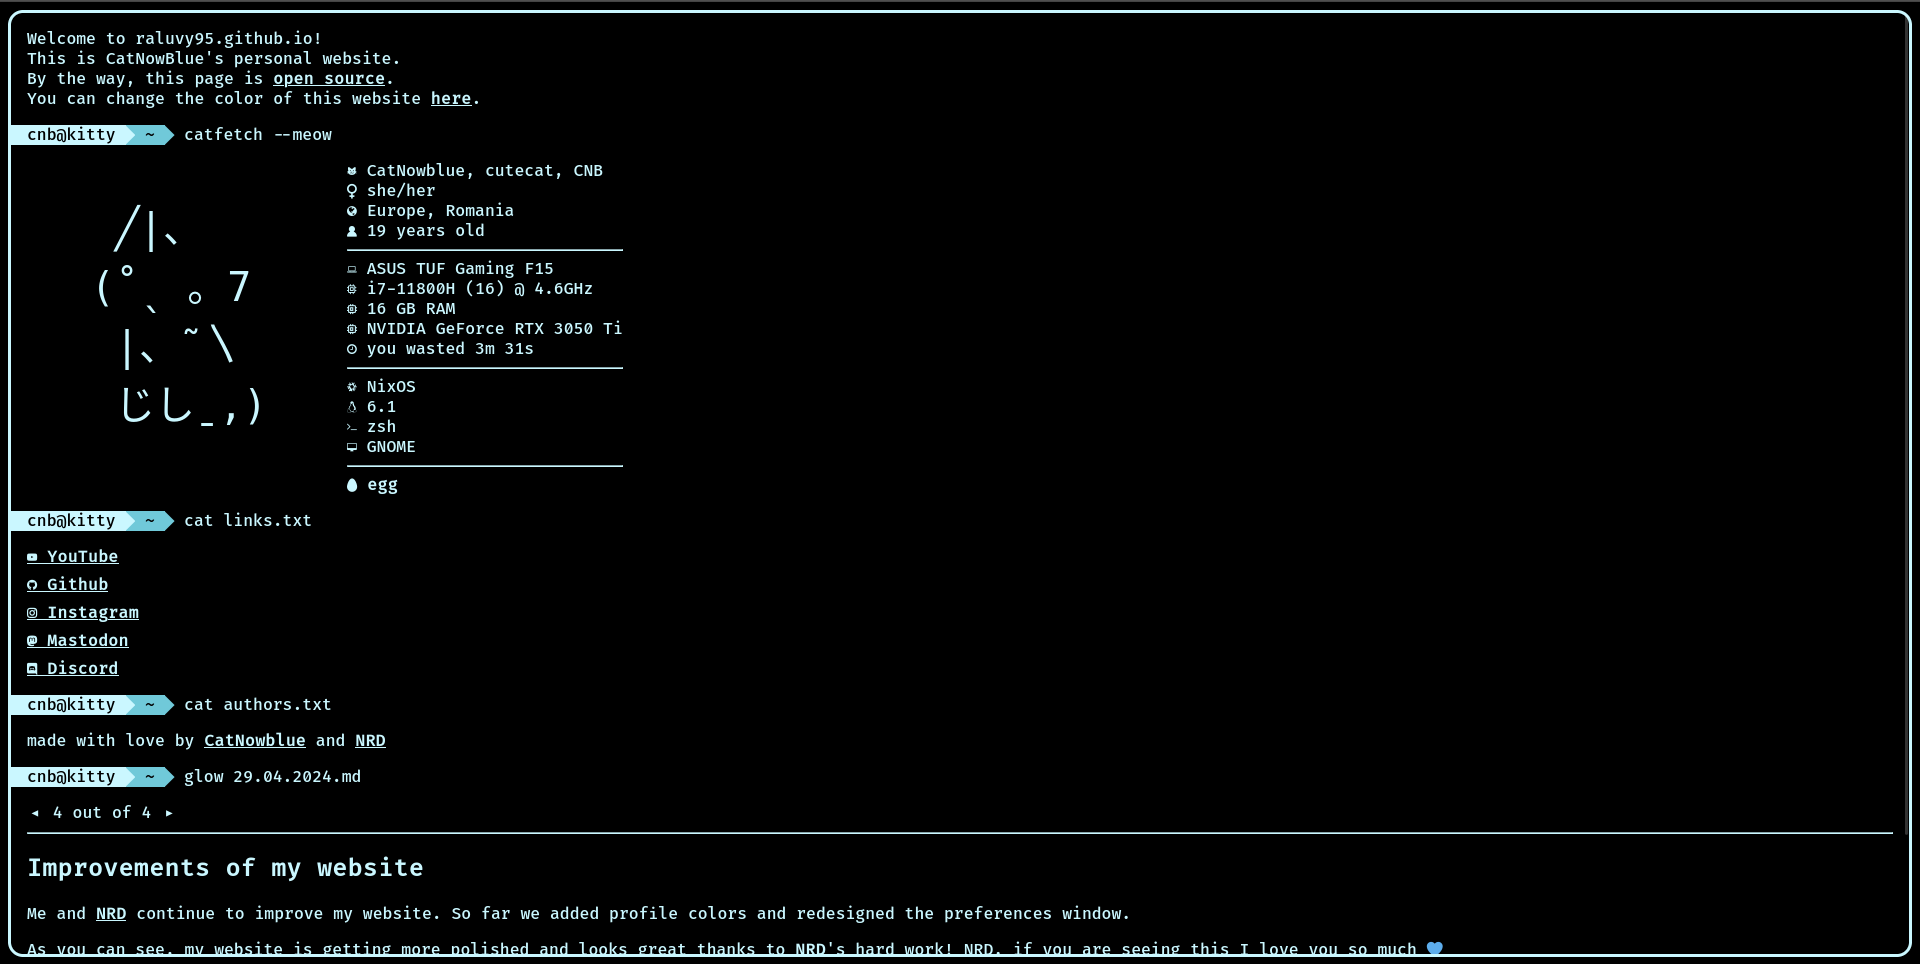 Welcome to raluvy95.github.io!
This is CatNowBlue's personal website.
By the way, this page is open source.
You can change the color of this website here.
cnb@kitty ~ catfetch --meow
／|、
(˚ˎ 。7
|、˜〵
じしˍ,)
CatNowblue, cutecat, CNB
she/her
Europe, Romania
19 years old
ASUS TUF Gaming F15
i7-11800H (16) @ 4.6GHz
16 GB RAM
NVIDIA GeForce RTX 3050 Ti
you wasted 3m 31s
NixOS
6.1
zsh
GNOME
egg
cnb@kitty ~ cat links.txt
YouTube
Github
Instagram
Mastodon
Discord
cnb@kitty ~ cat authors.txt
made with love by CatNowblue and NRD
cnb@kitty ~ glow 29.04.2024.md
◂ 4 out of 4 ▸
Improvements of my website
Me and NRD continue to improve my website. So far we added profile colors and redesigned the preferences window.
As you can see, my website is getting more polished and looks great thanks to NRD's hard work! NRD, if you are seeing this I love you so much 💙